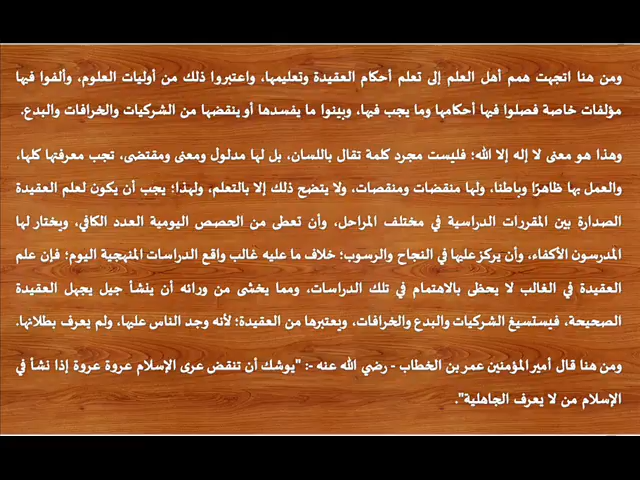 ومن هنا اتجهت همم أهل العلم إلى تعلم أحكام العقيدة وتعليمها، واعتبروا ذلك من أوليات العلوم، وألفوا فيها
مؤلفات خاصة فصلوا فيها أحكامها وما يجب فيها، وبينوا ما يفسدها أو ينقضها من الشركيات والخرافات والبدع.
وهذا هو معنى لا إله إلا الله؛ فليست مجرد كلمة تقال باللسان، بل لها مدلول ومعنى ومقتضى، تجب معرفتها كلها،
والعمل بها ظاهرًا وباطنا، ولها منقضات ومنقصات، ولا يتضح ذلك إلا بالتعلم، ولهذا؛ يجب أن يكون لعلم العقيدة
الصدارة بين المقررات الدراسية في مختلف المراحل، وأن تعطى من الحصص اليومية العدد الكافي، ويختار لها
المدرسون الأكفاء، وأن يركز عليها في النجاح والرسوب؛ خلاف ما عليه غالب واقع الدراسات المنهجية اليوم؛ فإن علم
العقيدة في الغالب لا يحظى بالاهتمام في تلك الدراسات، ومما يخشى من ورائه أن ينشأ جيل يجهل العقيدة
الصحيحة، فيستسيغ الشركيات والبدع والخرافات، ويعتبرها من العقيدة؛ لأنه وجد الناس عليها، ولم يعرف بطلانها.
ومن هنا قال أمير المؤمنين عمر بن الخطاب - رضي الله عنه -: "يوشك أن تنقض عرى الإسلام عروة عروة إذا نشأ في
الإسلام من لا يعرف الجاهلية".